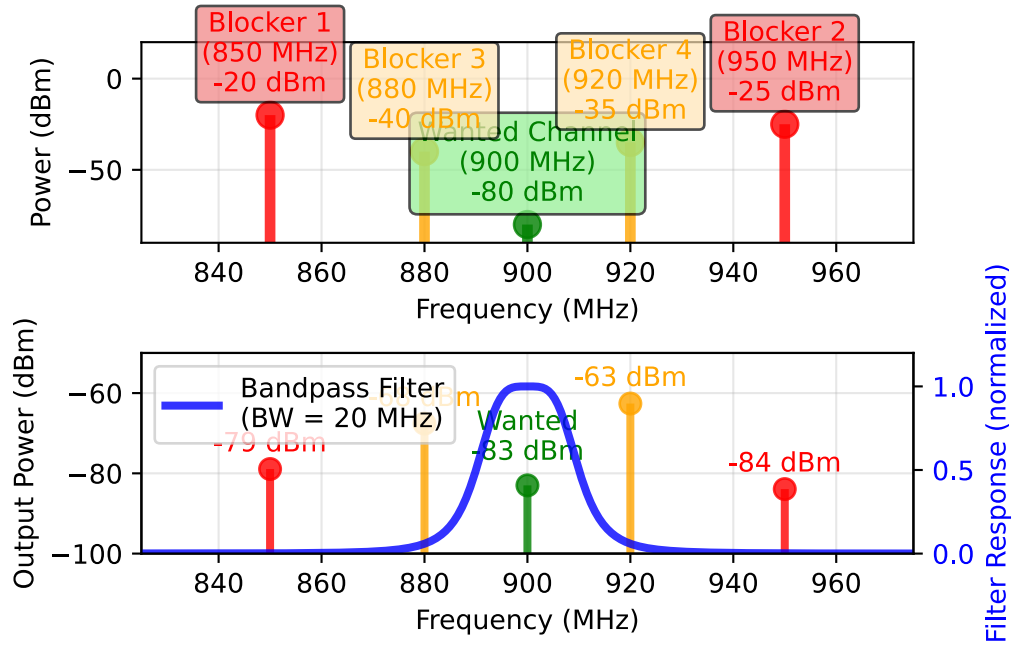 Blocker 1
(850 MHz)
-20 dBm
Blocker 3
(880 MHz)
-40 dBm
Wanted Channel
(900 MHz)
-80 dBm
Blocker 4
(920 MHz)
-35 dBm
Blocker 2
(950 MHz)
-25 dBm
Power (dBm)
0
−50
840
860
880
900
920
940
960
Frequency (MHz)
Output Power (dBm)
−60
−80
−100
Bandpass Filter
(BW = 20 MHz)
-79 dBm
dBm
Wanted
-83 dBm
-63 dBm
-84 dBm
1.0
0.5
0.0
Filter Response (normalized)
840
860
880
900
920
940
960
Frequency (MHz)